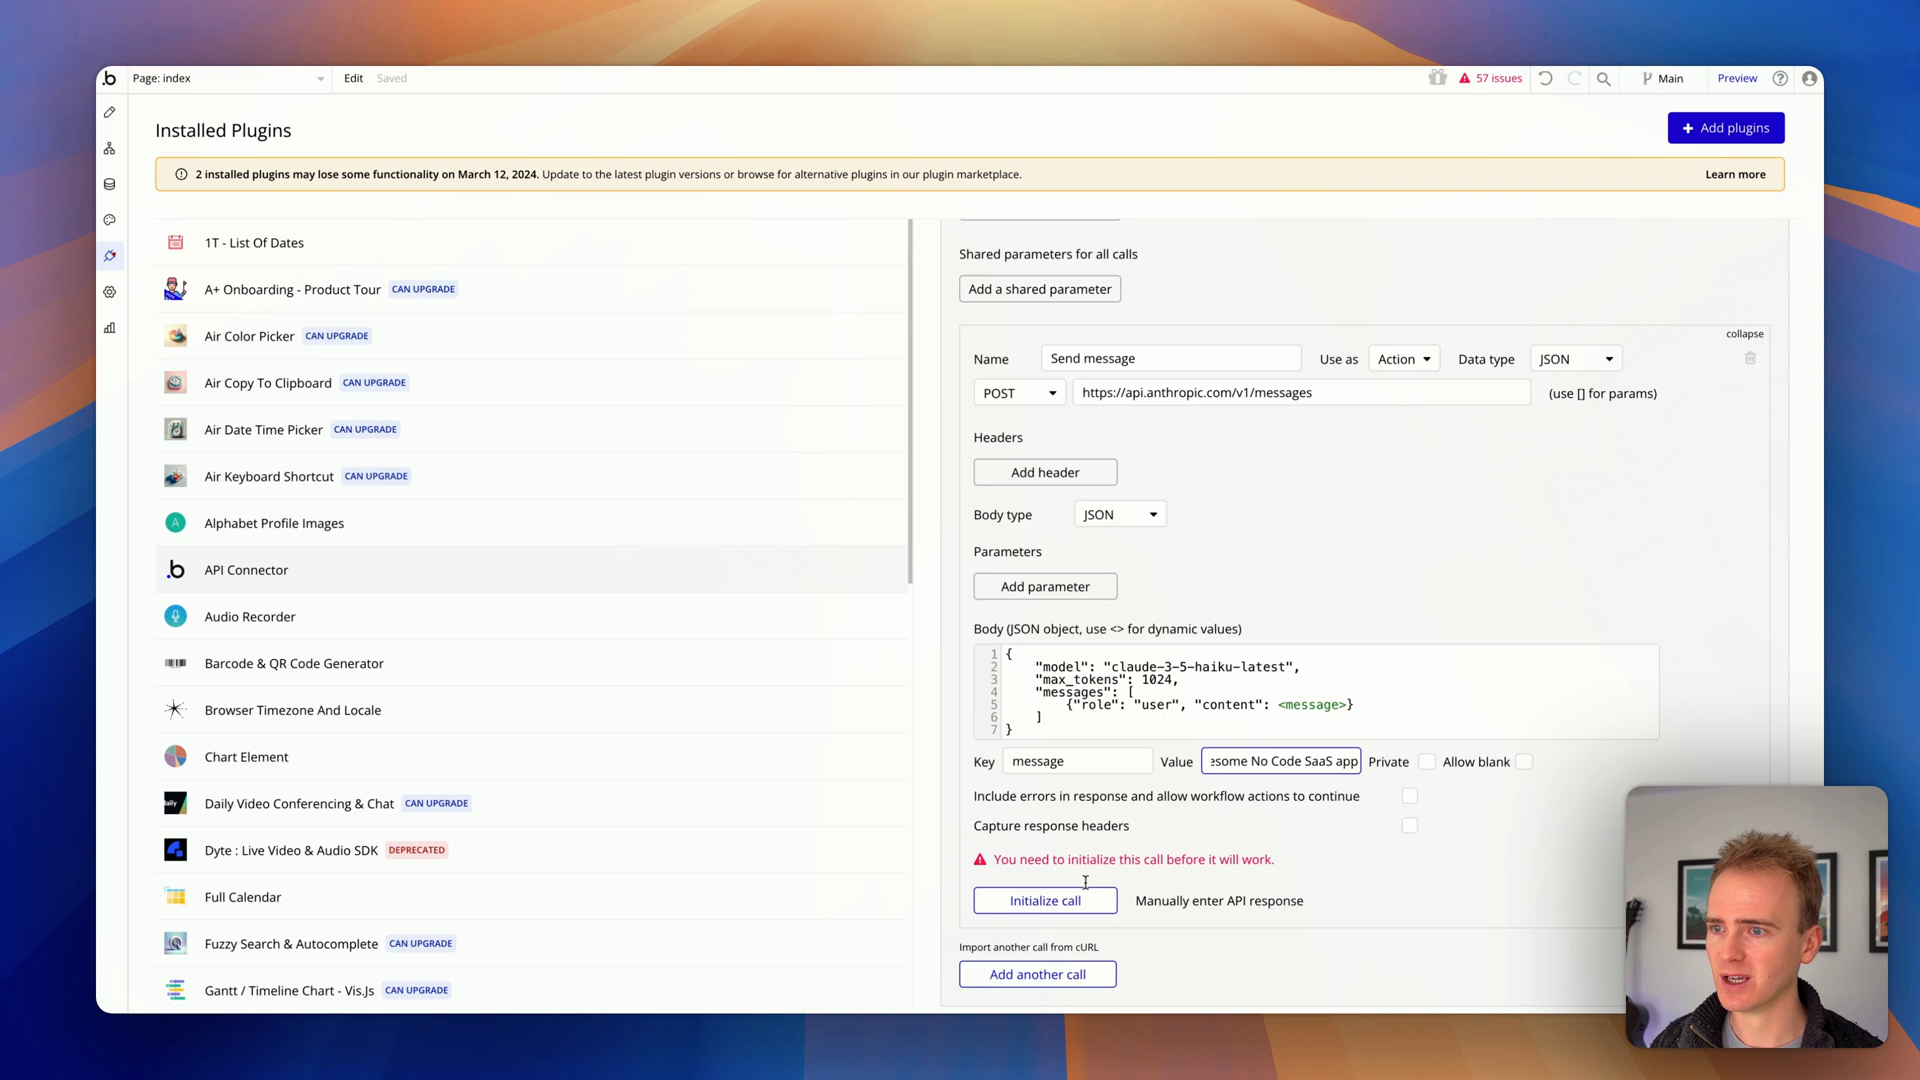 Page: index
Edit
Saved
57 issues
Main
Preview
Installed Plugins
+ Add plugins
2 installed plugins may lose some functionality on March 12, 2024. Update to the latest plugin versions or browse for alternative plugins in our plugin marketplace.
Learn more
1T - List Of Dates
A+ Onboarding - Product Tour CAN UPGRADE
Air Color Picker CAN UPGRADE
Air Copy To Clipboard CAN UPGRADE
Air Date Time Picker CAN UPGRADE
Air Keyboard Shortcut CAN UPGRADE
A Alphabet Profile Images
.b API Connector
Audio Recorder
Barcode & QR Code Generator
Browser Timezone And Locale
Chart Element
daily Daily Video Conferencing & Chat CAN UPGRADE
Dyte : Live Video & Audio SDK DEPRECATED
Full Calendar
Fuzzy Search & Autocomplete CAN UPGRADE
Gantt / Timeline Chart - Vis.Js CAN UPGRADE
Shared parameters for all calls
Add a shared parameter
collapse
Name Send message Use as Action Data type JSON
POST https://api.anthropic.com/v1/messages (use [] for params)
Headers
Add header
Body type JSON
Parameters
Add parameter
Body (JSON object, use <> for dynamic values)
1 {
2 "model": "claude-3-5-haiku-latest",
3 "max_tokens": 1024,
4 "messages": [
5 {"role": "user", "content": <message>}
6 ]
7 }
Key message Value esome No Code SaaS app Private Allow blank
Include errors in response and allow workflow actions to continue
Capture response headers
You need to initialize this call before it will work.
Initialize call Manually enter API response
Import another call from cURL
Add another call